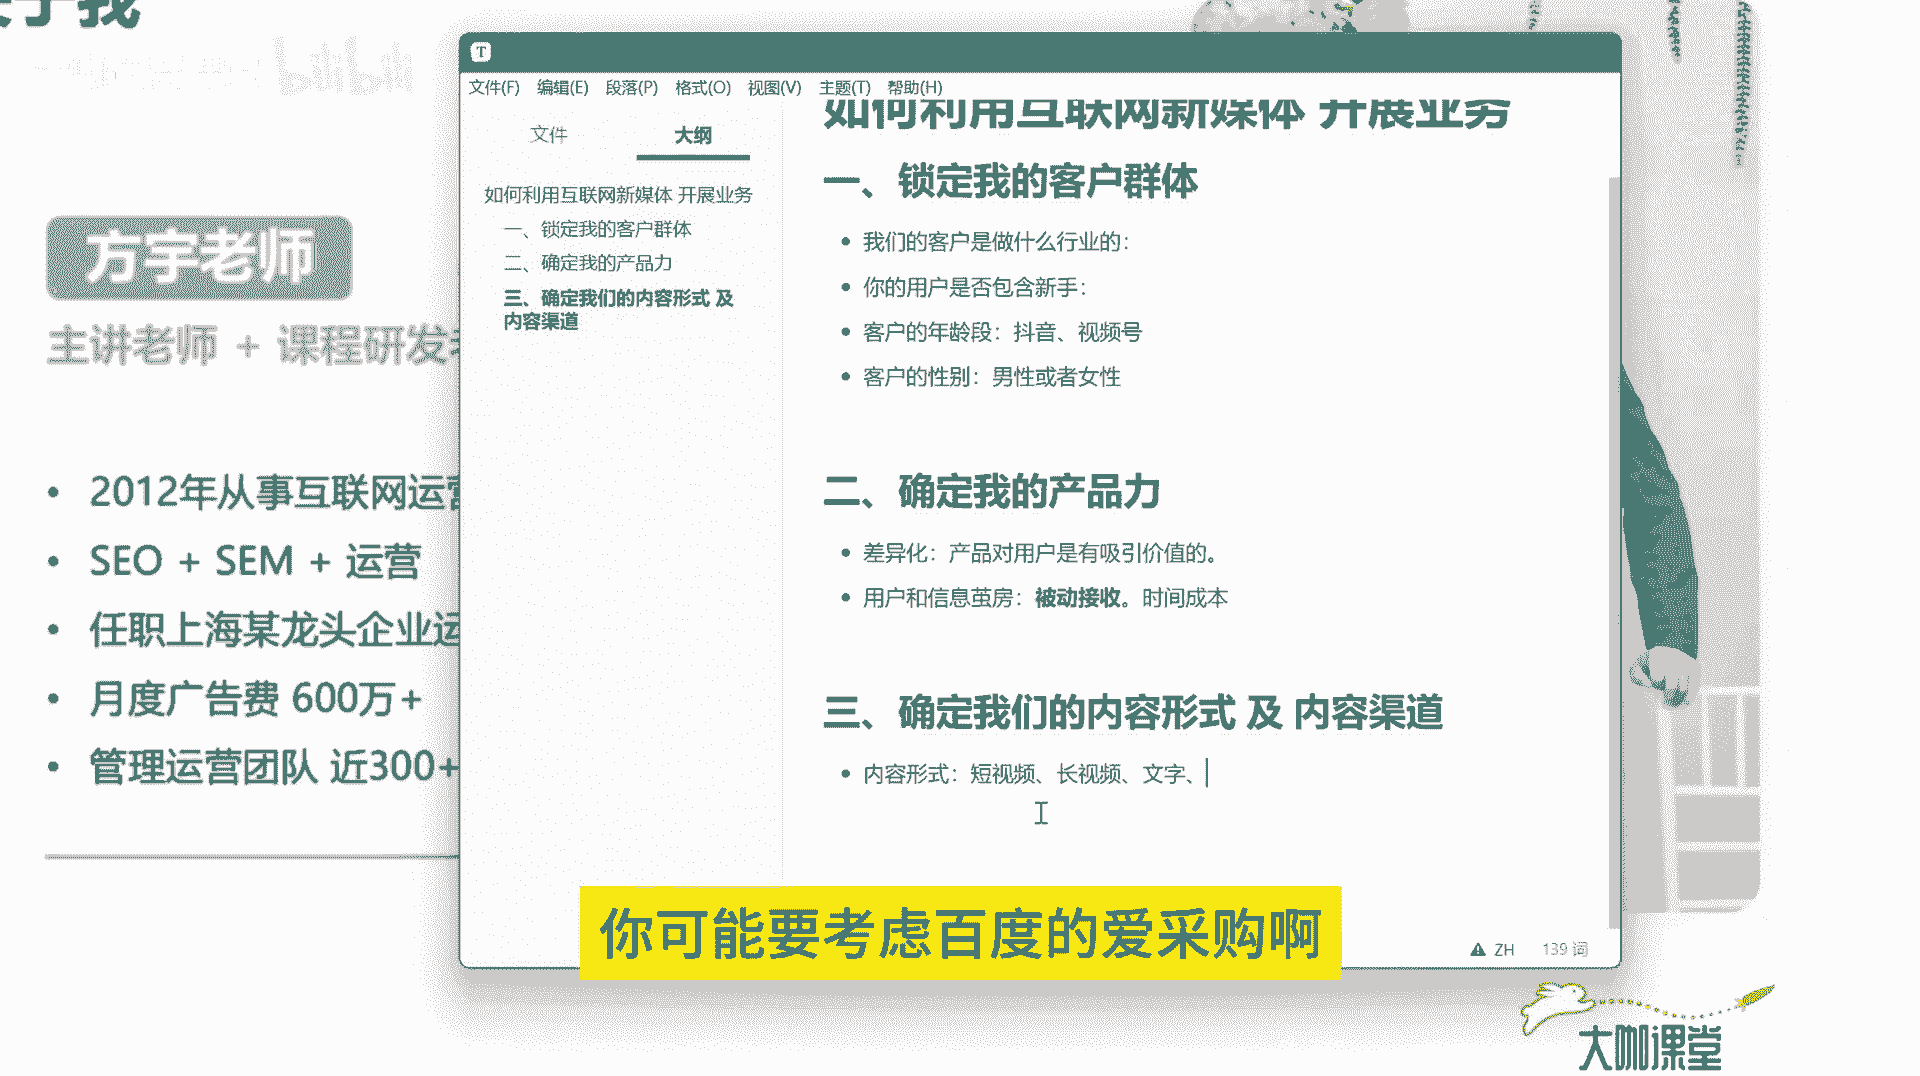 bilibili
方宇老师
主讲老师 + 课程研发
2012年从事互联网运营
SEO + SEM + 运营
任职上海某龙头企业运
月度广告费 600万+
管理运营团队 近300+
T
文件(F) 编辑(E) 段落(P) 格式(O) 视图(V) 主题(T) 帮助(H)
文件 大纲
如何利用互联网新媒体 开展业务
一、锁定我的客户群体
二、确定我的产品力
三、确定我们的内容形式 及
内容渠道
如何利用互联网新媒体 开展业务
一、锁定我的客户群体
我们的客户是做什么行业的：
你的用户是否包含新手：
客户的年龄段：抖音、视频号
客户的性别：男性或者女性
二、确定我的产品力
差异化：产品对用户是有吸引价值的。
用户和信息茧房：被动接收。时间成本
三、确定我们的内容形式 及 内容渠道
内容形式：短视频、长视频、文字、
ZH 139 词
你可能要考虑百度的爱采购啊
大咖课堂